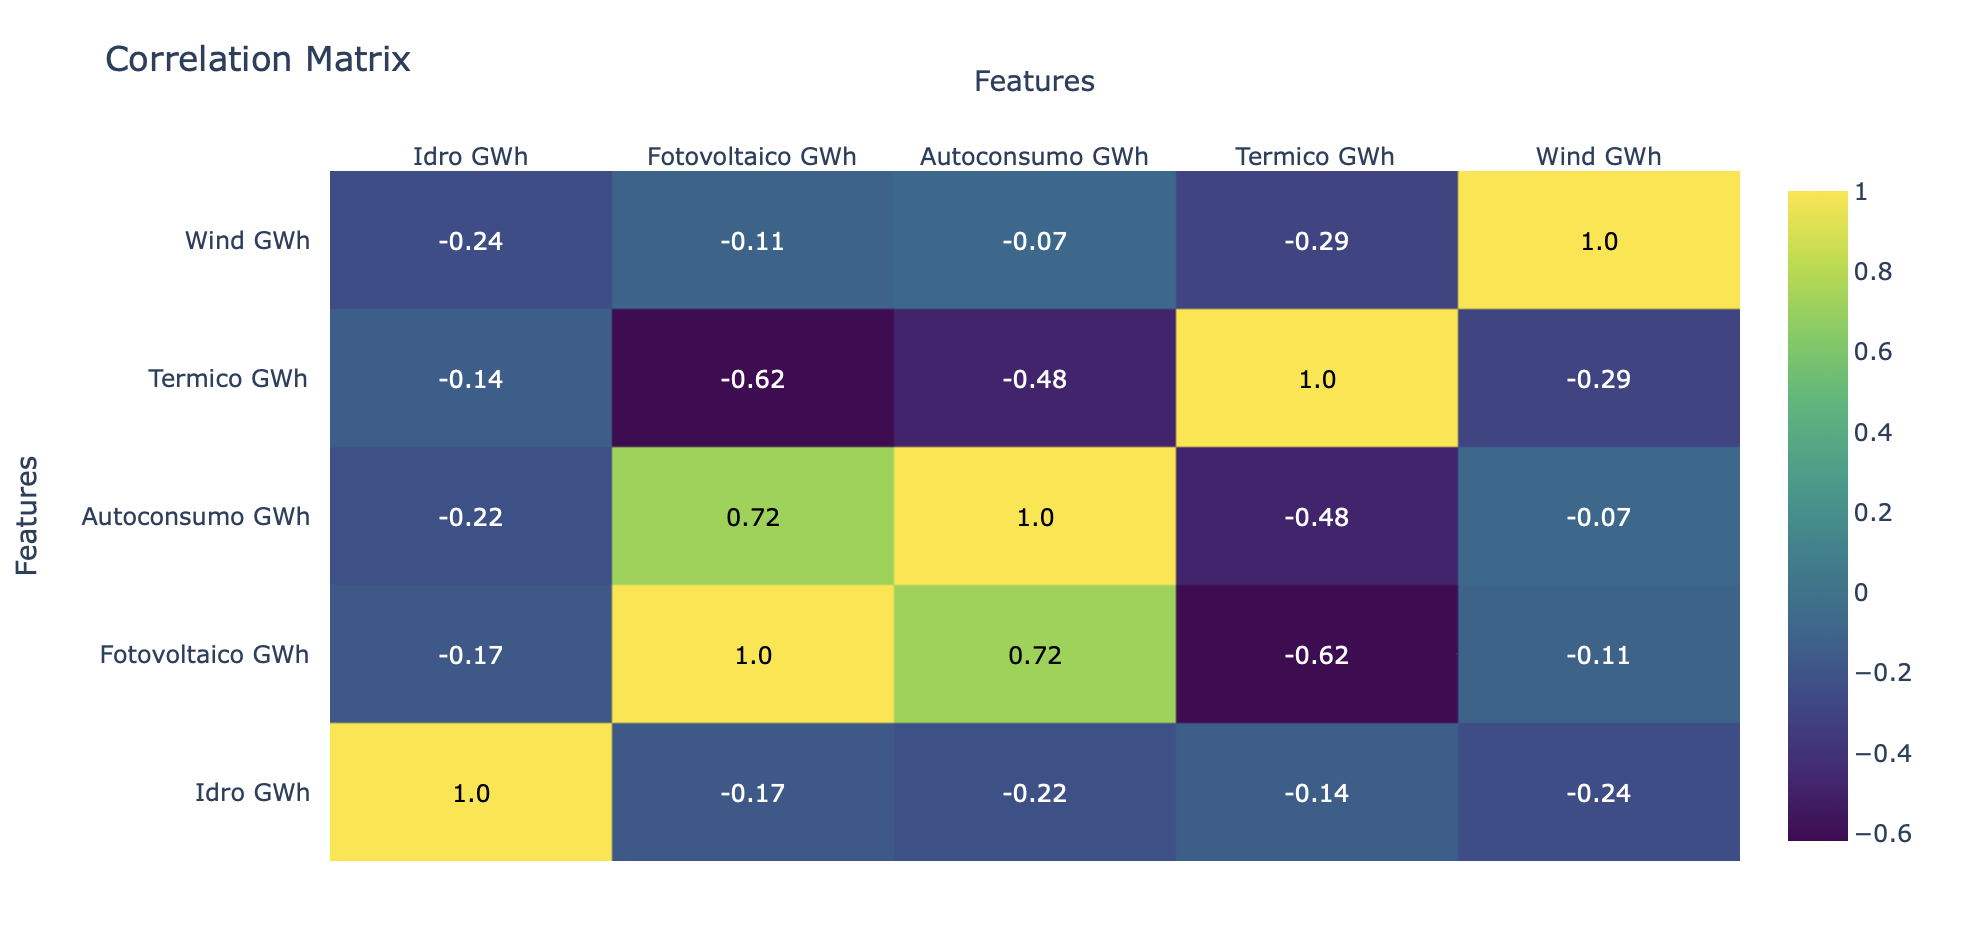 Correlation Matrix
Features
Idro GWh Fotovoltaico GWh Autoconsumo GWh Termico GWh Wind GWh
Wind GWh -0.24 -0.11 -0.07 -0.29 1.0
Termico GWh -0.14 -0.62 -0.48 1.0 -0.29
Autoconsumo GWh -0.22 0.72 1.0 -0.48 -0.07
Fotovoltaico GWh -0.17 1.0 0.72 -0.62 -0.11
Idro GWh 1.0 -0.17 -0.22 -0.14 -0.24
Features
1
0.8
0.6
0.4
0.2
0
−0.2
−0.4
−0.6